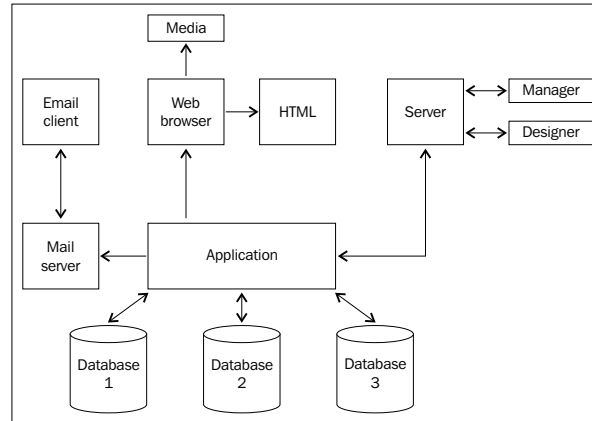 Media
Email
client
Web
browser
HTML
Server
Manager
Designer
Mail
server
Application
Database
1
Database
2
Database
3